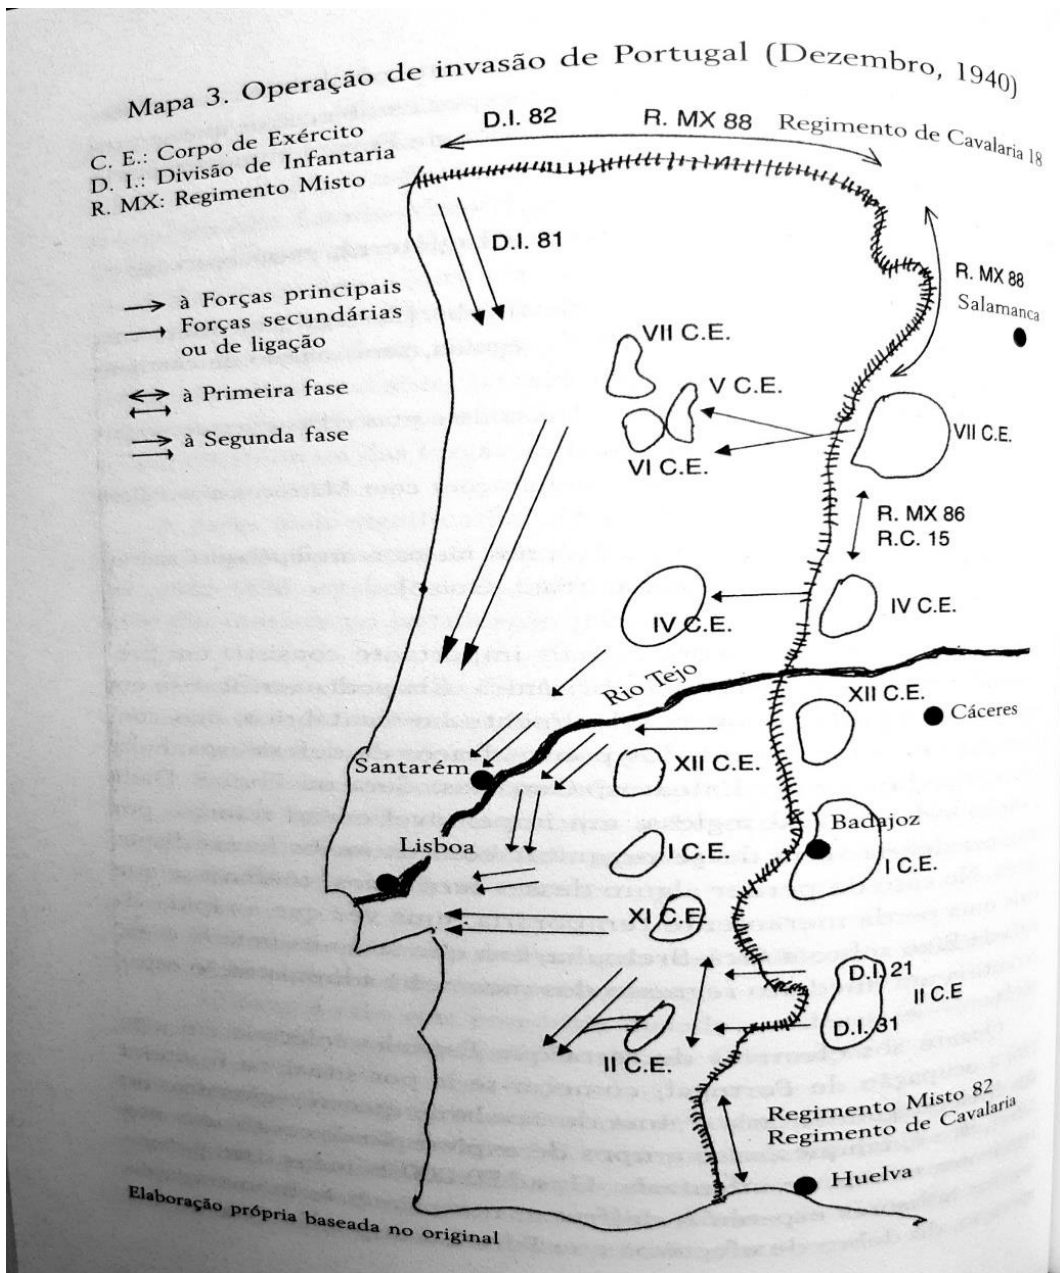 Mapa 3. Operação de invasão de Portugal (Dezembro, 1940)
C. E.: Corpo de Exército
D. I.: Divisão de Infantaria
R. MX: Regimento Misto
D.I. 82
R. MX 88
Regimento de Cavalaria 18
D.I. 81
à Forças principais
Forças secundárias
ou de ligação
à Primeira fase
à Segunda fase
R. MX 88
Salamanca
VII C.E.
V C.E.
VI C.E.
VII C.E.
R. MX 86
R.C. 15
IV C.E.
IV C.E.
Rio Tejo
XII C.E.
Cáceres
Santarém
XII C.E.
Lisboa
I C.E.
Badajoz
I C.E.
XI C.E.
D.I. 21
II C.E
D.I. 31
II C.E.
Regimento Misto 82
Regimento de Cavalaria
Huelva
Elaboração própria baseada no original